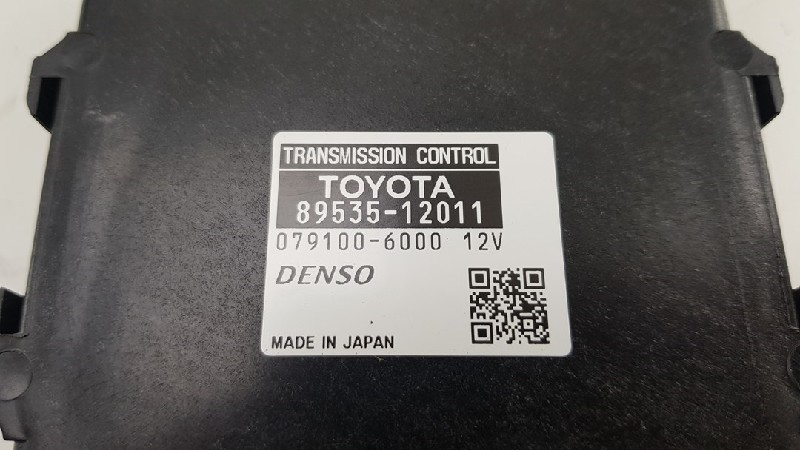 TRANSMISSION CONTROL
TOYOTA
89535-12011
079100-6000 12V
DENSO
MADE IN JAPAN